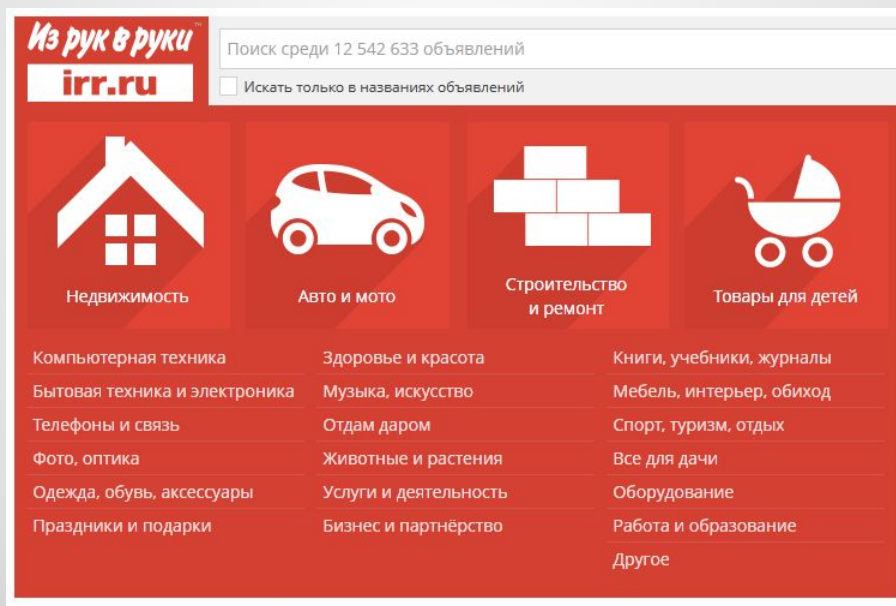 Из рук в руки™
irr.ru
Поиск среди 12 542 633 объявлений
Искать только в названиях объявлений
Недвижимость
Авто и мото
Строительство
и ремонт
Товары для детей
Компьютерная техника
Бытовая техника и электроника
Телефоны и связь
Фото, оптика
Одежда, обувь, аксессуары
Праздники и подарки
Здоровье и красота
Музыка, искусство
Отдам даром
Животные и растения
Услуги и деятельность
Бизнес и партнёрство
Книги, учебники, журналы
Мебель, интерьер, обиход
Спорт, туризм, отдых
Все для дачи
Оборудование
Работа и образование
Другое